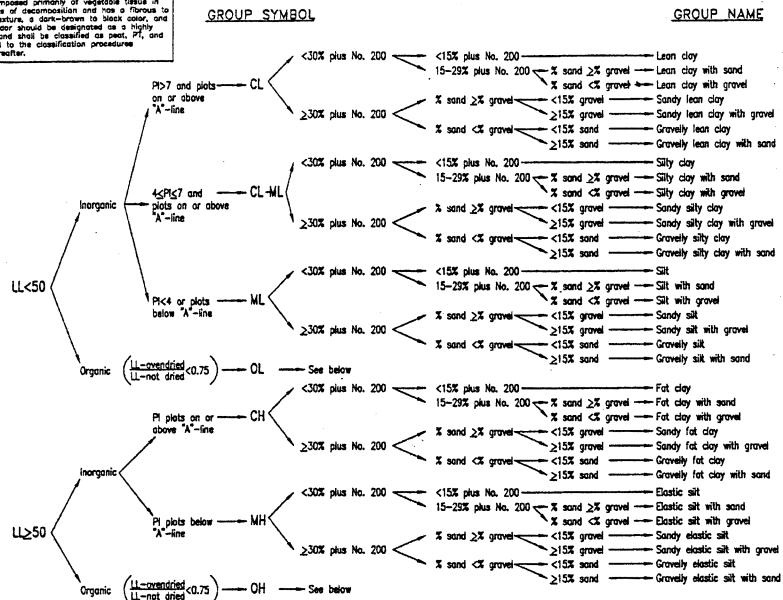 mposed primarily of vegetable tissue in
s of decomposition and has a fibrous to
xture, a dark-brown to black color, and
dor should be designated as a highly
and shall be classified as peat, PT, and
to the classification procedures
reafter.
GROUP SYMBOL GROUP NAME
<30% plus No. 200 <15% plus No. 200 Lean clay
15-29% plus No. 200 % sand ≥% gravel Lean clay with sand
% sand <% gravel Lean clay with gravel
PI>7 and plots
on or above
"A"-line
CL
≥30% plus No. 200 % sand ≥% gravel <15% gravel Sandy lean clay
≥15% gravel Sandy lean clay with gravel
% sand <% gravel <15% sand Gravelly lean clay
≥15% sand Gravelly lean clay with sand
<30% plus No. 200 <15% plus No. 200 Silty clay
15-29% plus No. 200 % sand ≥% gravel Silty clay with sand
% sand <% gravel Silty clay with gravel
Inorganic
4≤PI≤7 and
plots on or above
"A"-line
CL-ML
≥30% plus No. 200 % sand ≥% gravel <15% gravel Sandy silty clay
≥15% gravel Sandy silty clay with gravel
% sand <% gravel <15% sand Gravelly silty clay
≥15% sand Gravelly silty clay with sand
LL<50
<30% plus No. 200 <15% plus No. 200 Silt
15-29% plus No. 200 % sand ≥% gravel Silt with sand
% sand <% gravel Silt with gravel
PI<4 or plots
below "A"-line
ML
≥30% plus No. 200 % sand ≥% gravel <15% gravel Sandy silt
≥15% gravel Sandy silt with gravel
% sand <% gravel <15% sand Gravelly silt
≥15% sand Gravelly silt with sand
Organic (LL-ovendried
LL-not dried <0.75) OL See below
<30% plus No. 200 <15% plus No. 200 Fat clay
15-29% plus No. 200 % sand ≥% gravel Fat clay with sand
% sand <% gravel Fat clay with gravel
PI plots on or
above "A"-line
CH
≥30% plus No. 200 % sand ≥% gravel <15% gravel Sandy fat clay
≥15% gravel Sandy fat clay with gravel
% sand <% gravel <15% sand Gravelly fat clay
≥15% sand Gravelly fat clay with sand
Inorganic
<30% plus No. 200 <15% plus No. 200 Elastic silt
15-29% plus No. 200 % sand ≥% gravel Elastic silt with sand
% sand <% gravel Elastic silt with gravel
LL≥50
PI plots below
"A"-line
MH
≥30% plus No. 200 % sand ≥% gravel <15% gravel Sandy elastic silt
≥15% gravel Sandy elastic silt with gravel
% sand <% gravel <15% sand Gravelly elastic silt
≥15% sand Gravelly elastic silt with sand
Organic (LL-ovendried
LL-not dried <0.75) OH See below